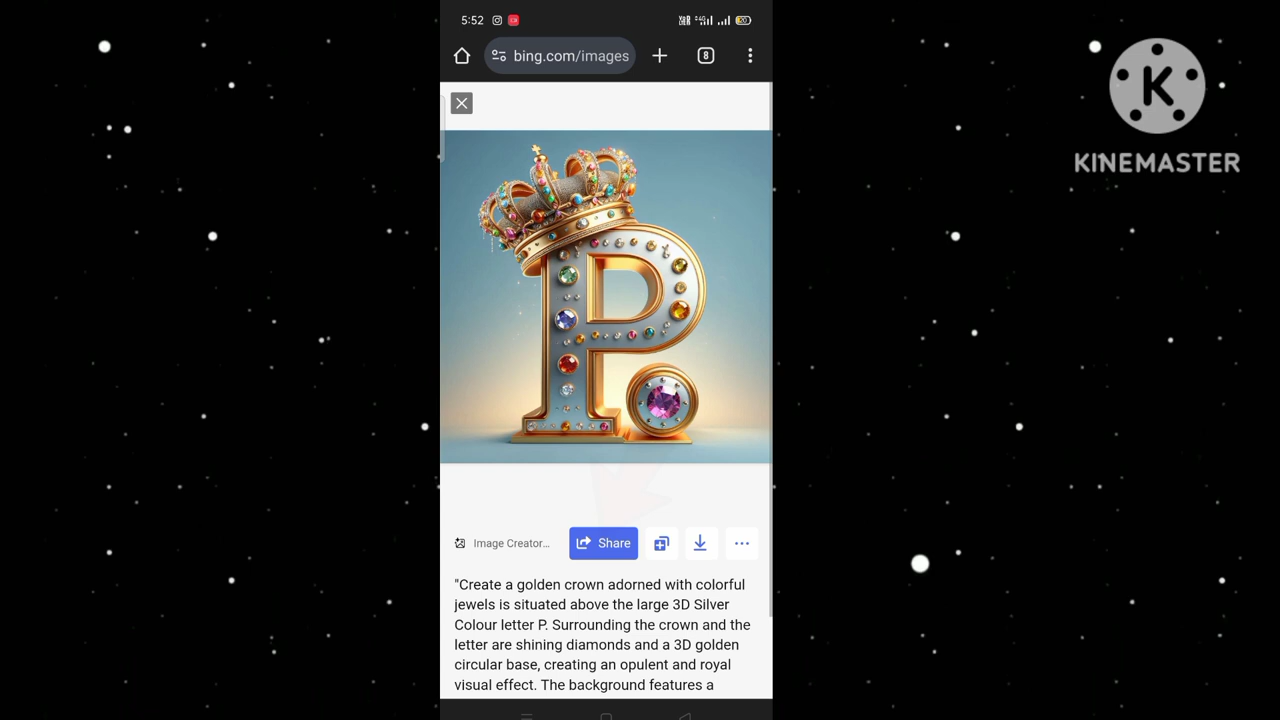 5:52
bing.com/images
8
K
KINEMASTER
P
Image Creator...
Share
"Create a golden crown adorned with colorful
jewels is situated above the large 3D Silver
Colour letter P. Surrounding the crown and the
letter are shining diamonds and a 3D golden
circular base, creating an opulent and royal
visual effect. The background features a